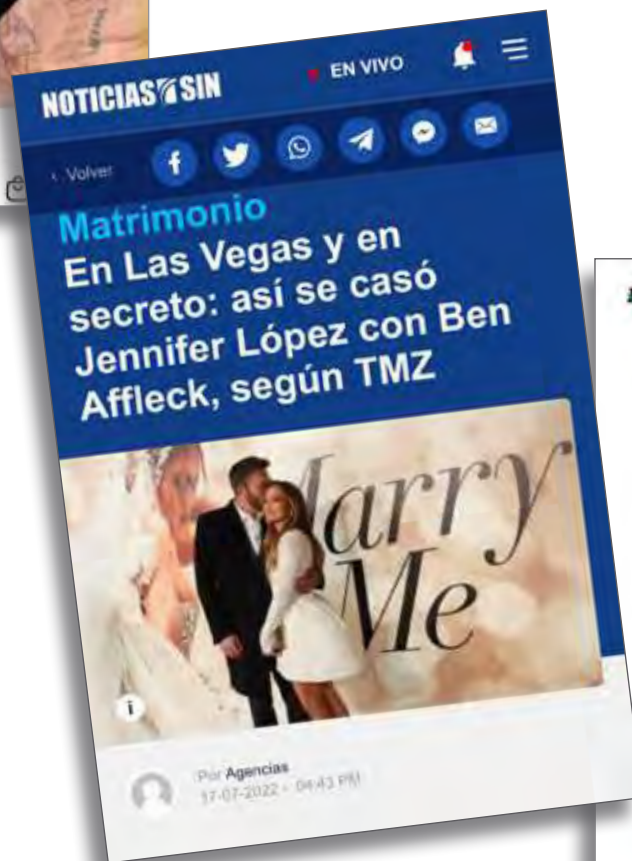 NOTICIAS SIN
EN VIVO
‹ Volver
Matrimonio
En Las Vegas y en
secreto: así se casó
Jennifer López con Ben
Affleck, según TMZ
Marry
Me
i
Por Agencias
17-07-2022 - 04:43 PM